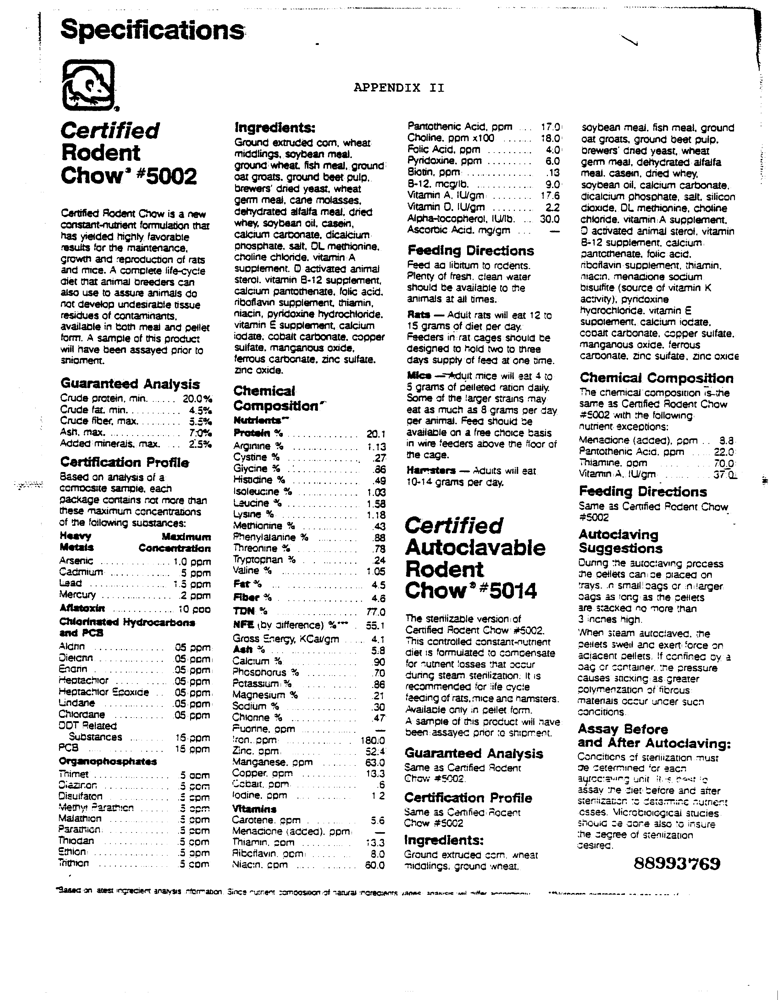 Specifications
APPENDIX II
Certified
Rodent
Chow® #5002
Certified Rodent Chow is a new
constant-nutrient formulation that
has yielded highly favorable
results for the maintenance,
growth and reproduction of rats
and mice. A complete life-cycle
diet that animal breeders can
also use to assure animals do
not develop undesirable tissue
residues of contaminants,
available in both meal and pellet
form. A sample of this product
will have been assayed prior to
shipment.
Guaranteed Analysis
Crude protein, min. ..... 20.0%
Crude fat, min. .......... 4.5%
Crude fiber, max. ........ 5.5%
Ash, max. ............... 7.0%
Added minerals, max. ... 2.5%
Certification Profile
Based on analysis of a
composite sample, each
package contains not more than
these maximum concentrations
of the following substances:
Heavy Maximum
Metals Concentration
Arsenic ............ 1.0 ppm
Cadmium ............ .5 ppm
Lead ............... 1.5 ppm
Mercury ............ .2 ppm
Aflatoxin ........... 10 ppb
Chlorinated Hydrocarbons
and PCB
Aldrin ............. .05 ppm
Dieldrin ........... .05 ppm
Endrin ............. .05 ppm
Heptachlor ......... .05 ppm
Heptachlor Epoxide .. .05 ppm
Lindane ............ .05 ppm
Chlordane .......... .05 ppm
DDT Related
Substances ......... .15 ppm
PCB ................ .15 ppm
Organophosphates
Thimet ............. .5 ppm
Diazinon ........... .5 ppm
Disulfaton ......... .5 ppm
Methyl Parathion .... .5 ppm
Malathion .......... .5 ppm
Parathion .......... .5 ppm
Thiodan ............ .5 ppm
Ethion ............. .5 ppm
Trithion ........... .5 ppm
Ingredients:
Ground extruded corn, wheat
middlings, soybean meal,
ground wheat, fish meal, ground
oat groats, ground beet pulp,
brewers' dried yeast, wheat
germ meal, cane molasses,
dehydrated alfalfa meal, dried
whey, soybean oil, casein,
calcium carbonate, dicalcium
phosphate, salt, DL methionine,
choline chloride, vitamin A
supplement, D activated animal
sterol, vitamin B-12 supplement,
calcium pantothenate, folic acid,
riboflavin supplement, thiamin,
niacin, pyridoxine hydrochloride,
vitamin E supplement, calcium
iodate, cobalt carbonate, copper
sulfate, manganous oxide,
ferrous carbonate, zinc sulfate,
zinc oxide.
Chemical
Composition*
Nutrients**
Protein % ............... 20.1
Arginine % .............. 1.13
Cystine % ............... .27
Glycine % ............... .86
Histidine % ............. .49
Isoleucine % ............ 1.03
Leucine % ............... 1.58
Lysine % ................ 1.18
Methionine % ............ .43
Phenylalanine % ......... .88
Threonine % ............. .78
Tryptophan % ............ .24
Valine % ................ 1.05
Fat % ................... 4.5
Fiber % ................. 4.6
TDN % ................... 77.0
NFE (by difference) %*** . 55.1
Gross Energy, KCal/gm ... 4.1
Ash % ................... 5.8
Calcium % ............... .90
Phosphorus % ............ .70
Potassium % ............. .86
Magnesium % ............. .21
Sodium % ................ .30
Chlorine % .............. .47
Fluorine, ppm ........... —
Iron, ppm ............... 180.0
Zinc, ppm ............... 52.4
Manganese, ppm .......... 63.0
Copper, ppm ............. 13.3
Cobalt, ppm ............. .6
Iodine, ppm ............. 1.2
Vitamins
Carotene, ppm ........... 5.6
Menadione (added), ppm .. —
Thiamin, ppm ............ 13.3
Riboflavin, ppm ......... 8.0
Niacin, ppm ............. 60.0
Pantothenic Acid, ppm ... 17.0
Choline, ppm x100 ...... 18.0
Folic Acid, ppm ......... 4.0
Pyridoxine, ppm ......... 6.0
Biotin, ppm ............. .13
B-12, mcg/lb. ........... 9.0
Vitamin A, IU/gm ........ 17.6
Vitamin D, IU/gm ........ 2.2
Alpha-tocopherol, IU/lb. .. 30.0
Ascorbic Acid, mg/gm ... —
Feeding Directions
Feed ad libitum to rodents.
Plenty of fresh, clean water
should be available to the
animals at all times.
Rats — Adult rats will eat 12 to
15 grams of diet per day.
Feeders in rat cages should be
designed to hold two to three
days supply of feed at one time.
Mice — Adult mice will eat 4 to
5 grams of pelleted ration daily.
Some of the larger strains may
eat as much as 8 grams per day
per animal. Feed should be
available on a free choice basis
in wire feeders above the floor of
the cage.
Hamsters — Adults will eat
10-14 grams per day.
Certified
Autoclavable
Rodent
Chow® #5014
The sterilizable version of
Certified Rodent Chow #5002.
This controlled constant-nutrient
diet is formulated to compensate
for nutrient losses that occur
during steam sterilization. It is
recommended for life cycle
feeding of rats, mice and hamsters.
Available only in pellet form.
A sample of this product will have
been assayed prior to shipment.
Guaranteed Analysis
Same as Certified Rodent
Chow #5002.
Certification Profile
Same as Certified Rodent
Chow #5002
Ingredients:
Ground extruded corn, wheat
middlings, ground wheat,
soybean meal, fish meal, ground
oat groats, ground beet pulp,
brewers' dried yeast, wheat
germ meal, dehydrated alfalfa
meal, casein, dried whey,
soybean oil, calcium carbonate,
dicalcium phosphate, salt, silicon
dioxide, DL methionine, choline
chloride, vitamin A supplement,
D activated animal sterol, vitamin
B-12 supplement, calcium
pantothenate, folic acid,
riboflavin supplement, thiamin,
niacin, menadione sodium
bisulfite (source of vitamin K
activity), pyridoxine
hydrochloride, vitamin E
supplement, calcium iodate,
cobalt carbonate, copper sulfate,
manganous oxide, ferrous
carbonate, zinc sulfate, zinc oxide
Chemical Composition
The chemical composition is the
same as Certified Rodent Chow
#5002 with the following
nutrient exceptions:
Menadione (added), ppm .. 8.8
Pantothenic Acid, ppm .... 22.0
Thiamine, ppm ........... 70.0
Vitamin A, IU/gm ........ 37.0
Feeding Directions
Same as Certified Rodent Chow
#5002
Autoclaving
Suggestions
During the autoclaving process
the pellets can be placed on
trays, in small bags or in larger
bags as long as the pellets
are stacked no more than
3 inches high.
When steam autoclaved, the
pellets swell and exert force on
adjacent pellets. If confined by a
bag or container, the pressure
causes sticking as greater
polymerization of fibrous
materials occur under such
conditions
Assay Before
and After Autoclaving:
Conditions of sterilization must
be determined for each
autoclaving unit. It is best to
assay the diet before and after
sterilization to determine nutrient
losses. Microbiological studies
should be done also to insure
the degree of sterilization
desired.
88993769
*Based on latest ingredient analysis information. Since nutrient composition of natural ingredients varies, analysis will differ